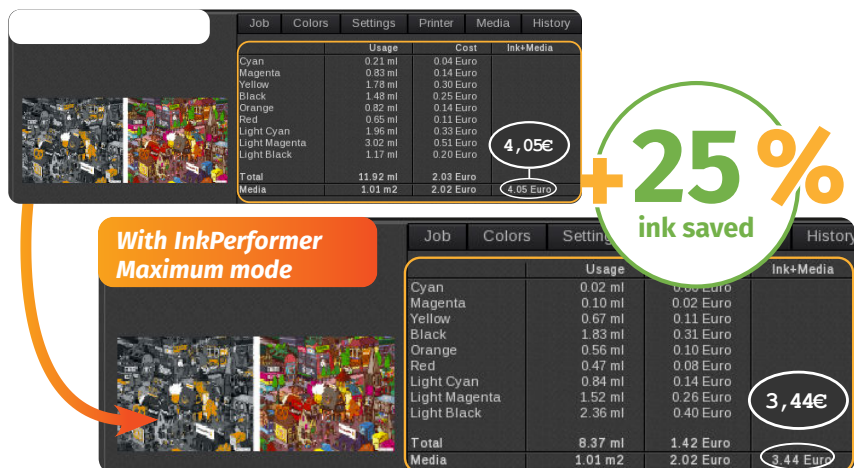 Job Colors Settings Printer Media History
Usage Cost Ink+Media
Cyan 0.21 ml 0.04 Euro
Magenta 0.83 ml 0.14 Euro
Yellow 1.78 ml 0.30 Euro
Black 1.48 ml 0.25 Euro
Orange 0.82 ml 0.14 Euro
Red 0.65 ml 0.11 Euro
Light Cyan 1.96 ml 0.33 Euro
Light Magenta 3.02 ml 0.51 Euro
Light Black 1.17 ml 0.20 Euro
4,05€
Total 11.92 ml 2.03 Euro
Media 1.01 m2 2.02 Euro 4.05 Euro
+25%
ink saved
With InkPerformer
Maximum mode
Job Colors Setting History
Usage Ink+Media
Cyan 0.02 ml Euro
Magenta 0.10 ml 0.02 Euro
Yellow 0.67 ml 0.11 Euro
Black 1.83 ml 0.31 Euro
Orange 0.56 ml 0.10 Euro
Red 0.47 ml 0.08 Euro
Light Cyan 0.84 ml 0.14 Euro
Light Magenta 1.52 ml 0.26 Euro
Light Black 2.36 ml 0.40 Euro
3,44€
Total 8.37 ml 1.42 Euro
Media 1.01 m2 2.02 Euro 3.44 Euro